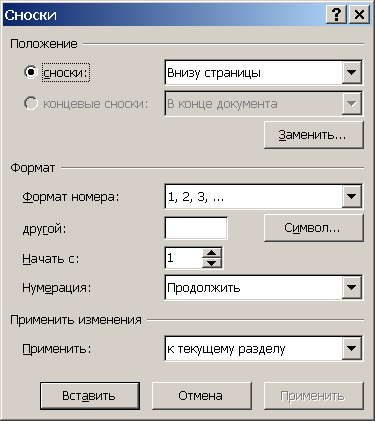 Сноски
Положение
сноски: Внизу страницы
концевые сноски: В конце документа
Заменить...
Формат
Формат номера: 1, 2, 3, ...
другой: Символ...
Начать с: 1
Нумерация: Продолжить
Применить изменения
Применить: к текущему разделу
Вставить Отмена Применить